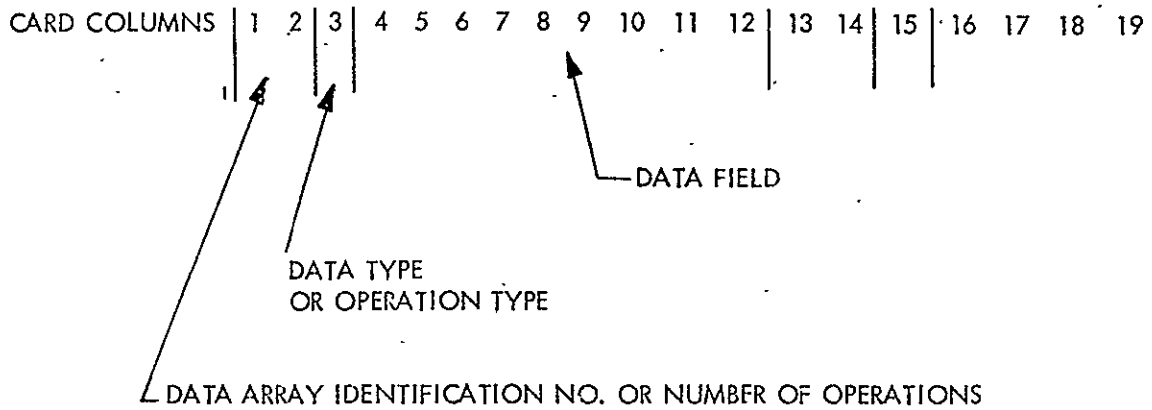 CARD COLUMNS 1 2 3 4 5 6 7 8 9 10 11 12 13 14 15 16 17 18 19
DATA FIELD
DATA TYPE
OR OPERATION TYPE
DATA ARRAY IDENTIFICATION NO. OR NUMBER OF OPERATIONS